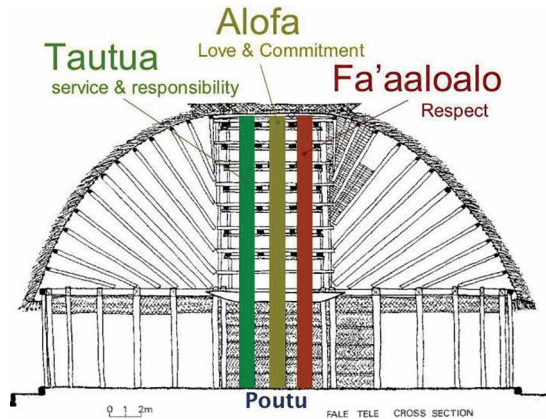 Alofa
Love & Commitment
Tautua
service & responsibility
Fa'aaloalo
Respect
Poutu
0 1 2m
FALE TELE CROSS SECTION